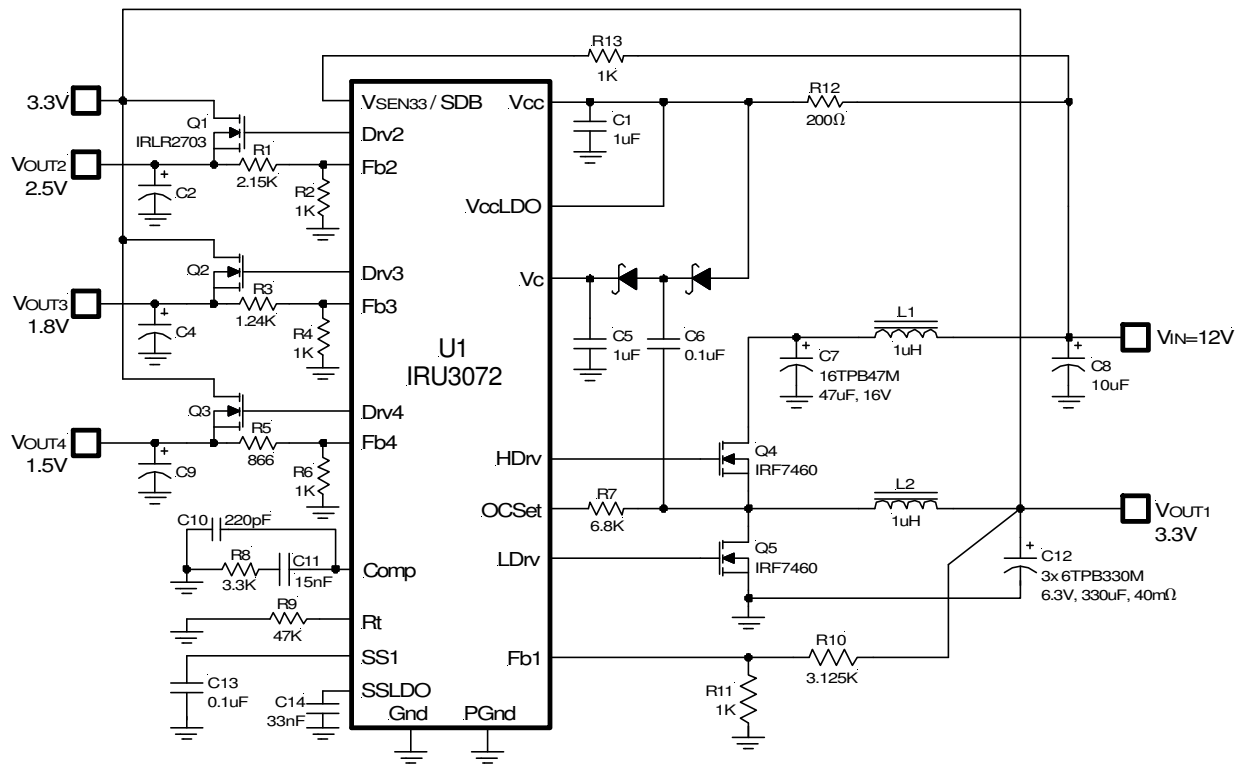 3.3V
VOUT2
2.5V
VOUT3
1.8V
VOUT4
1.5V
Q1
IRLR2703
R1
2.15K
R2
1K
C2
Q2
R3
1.24K
R4
1K
C4
Q3
R5
866
R6
1K
C9
C10
220pF
R8
3.3K
C11
15nF
R9
47K
C13
0.1uF
C14
33nF
VSEN33 / SDB
Drv2
Fb2
Drv3
Fb3
Drv4
Fb4
Comp
Rt
SS1
SSLDO
Gnd
PGnd
U1
IRU3072
Vcc
VccLDO
Vc
HDrv
OCSet
LDrv
Fb1
R13
1K
R12
200Ω
C1
1uF
C5
1uF
C6
0.1uF
L1
1uH
C7
16TPB47M
47uF, 16V
C8
10uF
VIN=12V
Q4
IRF7460
R7
6.8K
L2
1uH
VOUT1
3.3V
Q5
IRF7460
C12
3x 6TPB330M
6.3V, 330uF, 40mΩ
R10
3.125K
R11
1K